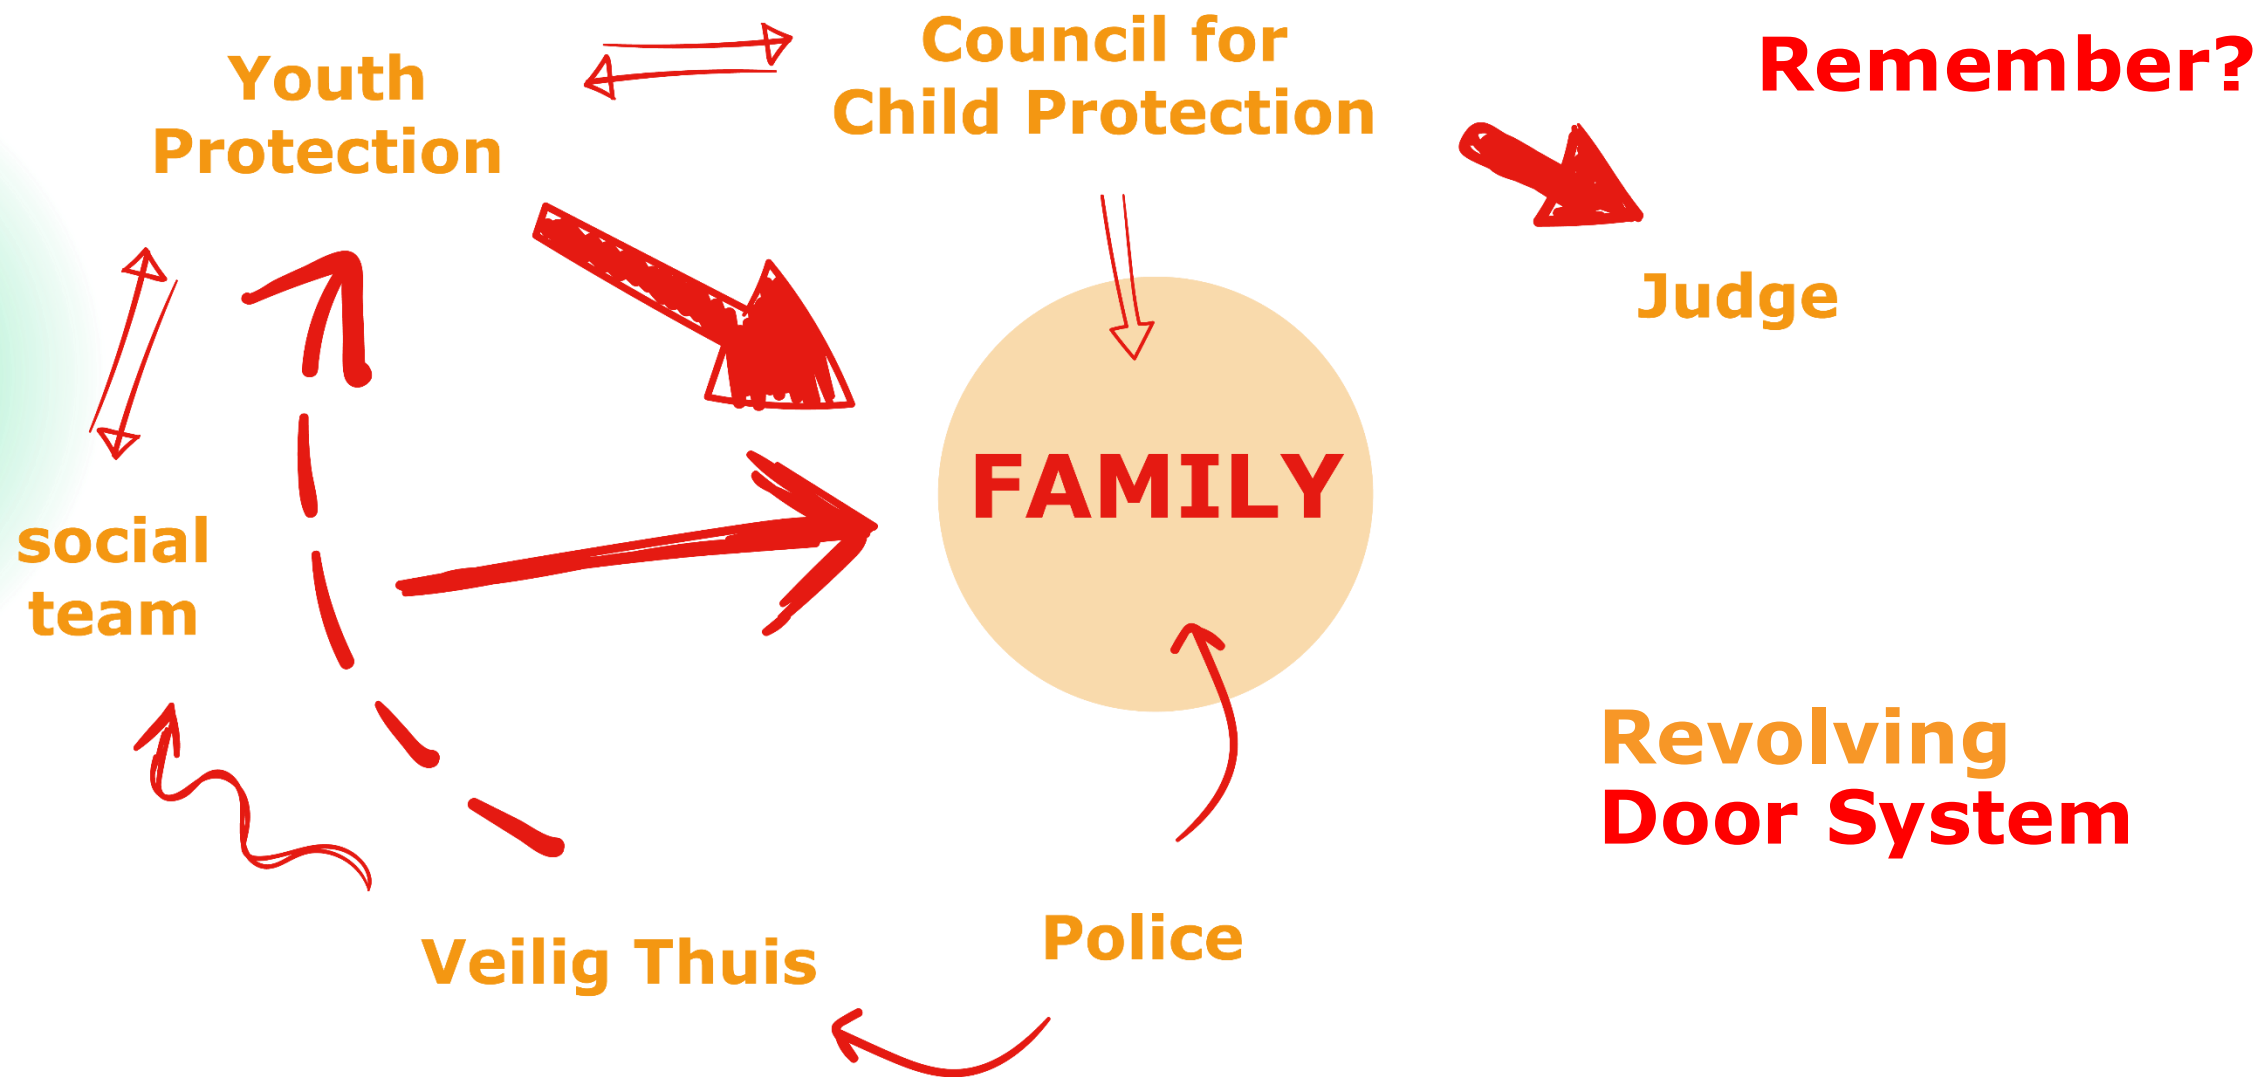 Remember?
Youth
Protection
Council for
Child Protection
Judge
FAMILY
social
team
Revolving
Door System
Veilig Thuis
Police